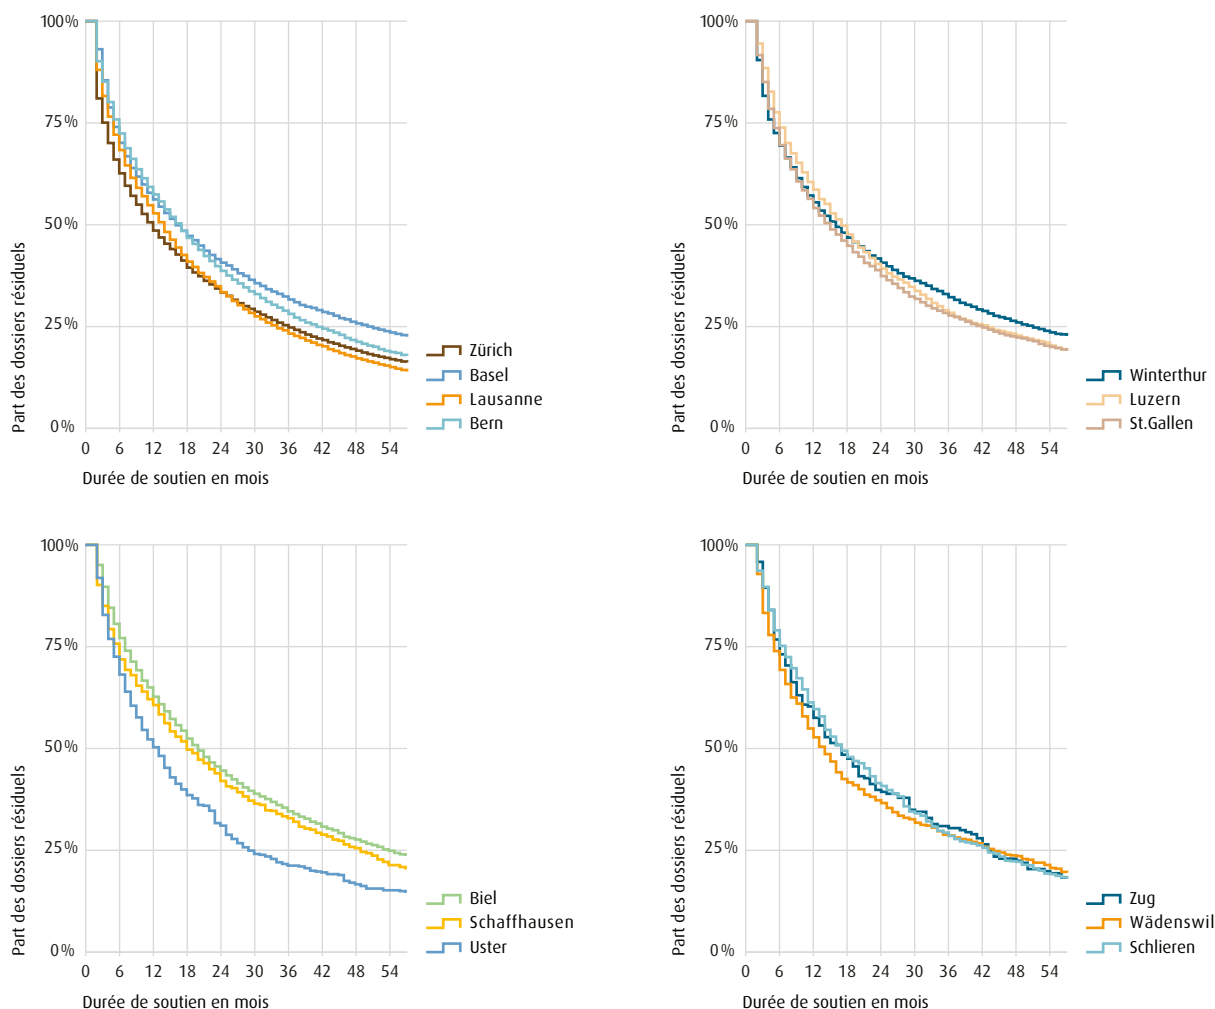 100%
75%
50%
25%
0%
Part des dossiers résiduels
0 6 12 18 24 30 36 42 48 54
Durée de soutien en mois
Zürich
Basel
Lausanne
Bern
100%
75%
50%
25%
0%
Part des dossiers résiduels
0 6 12 18 24 30 36 42 48 54
Durée de soutien en mois
Winterthur
Luzern
St.Gallen
100%
75%
50%
25%
0%
Part des dossiers résiduels
0 6 12 18 24 30 36 42 48 54
Durée de soutien en mois
Biel
Schaffhausen
Uster
100%
75%
50%
25%
0%
Part des dossiers résiduels
0 6 12 18 24 30 36 42 48 54
Durée de soutien en mois
Zug
Wädenswil
Schlieren